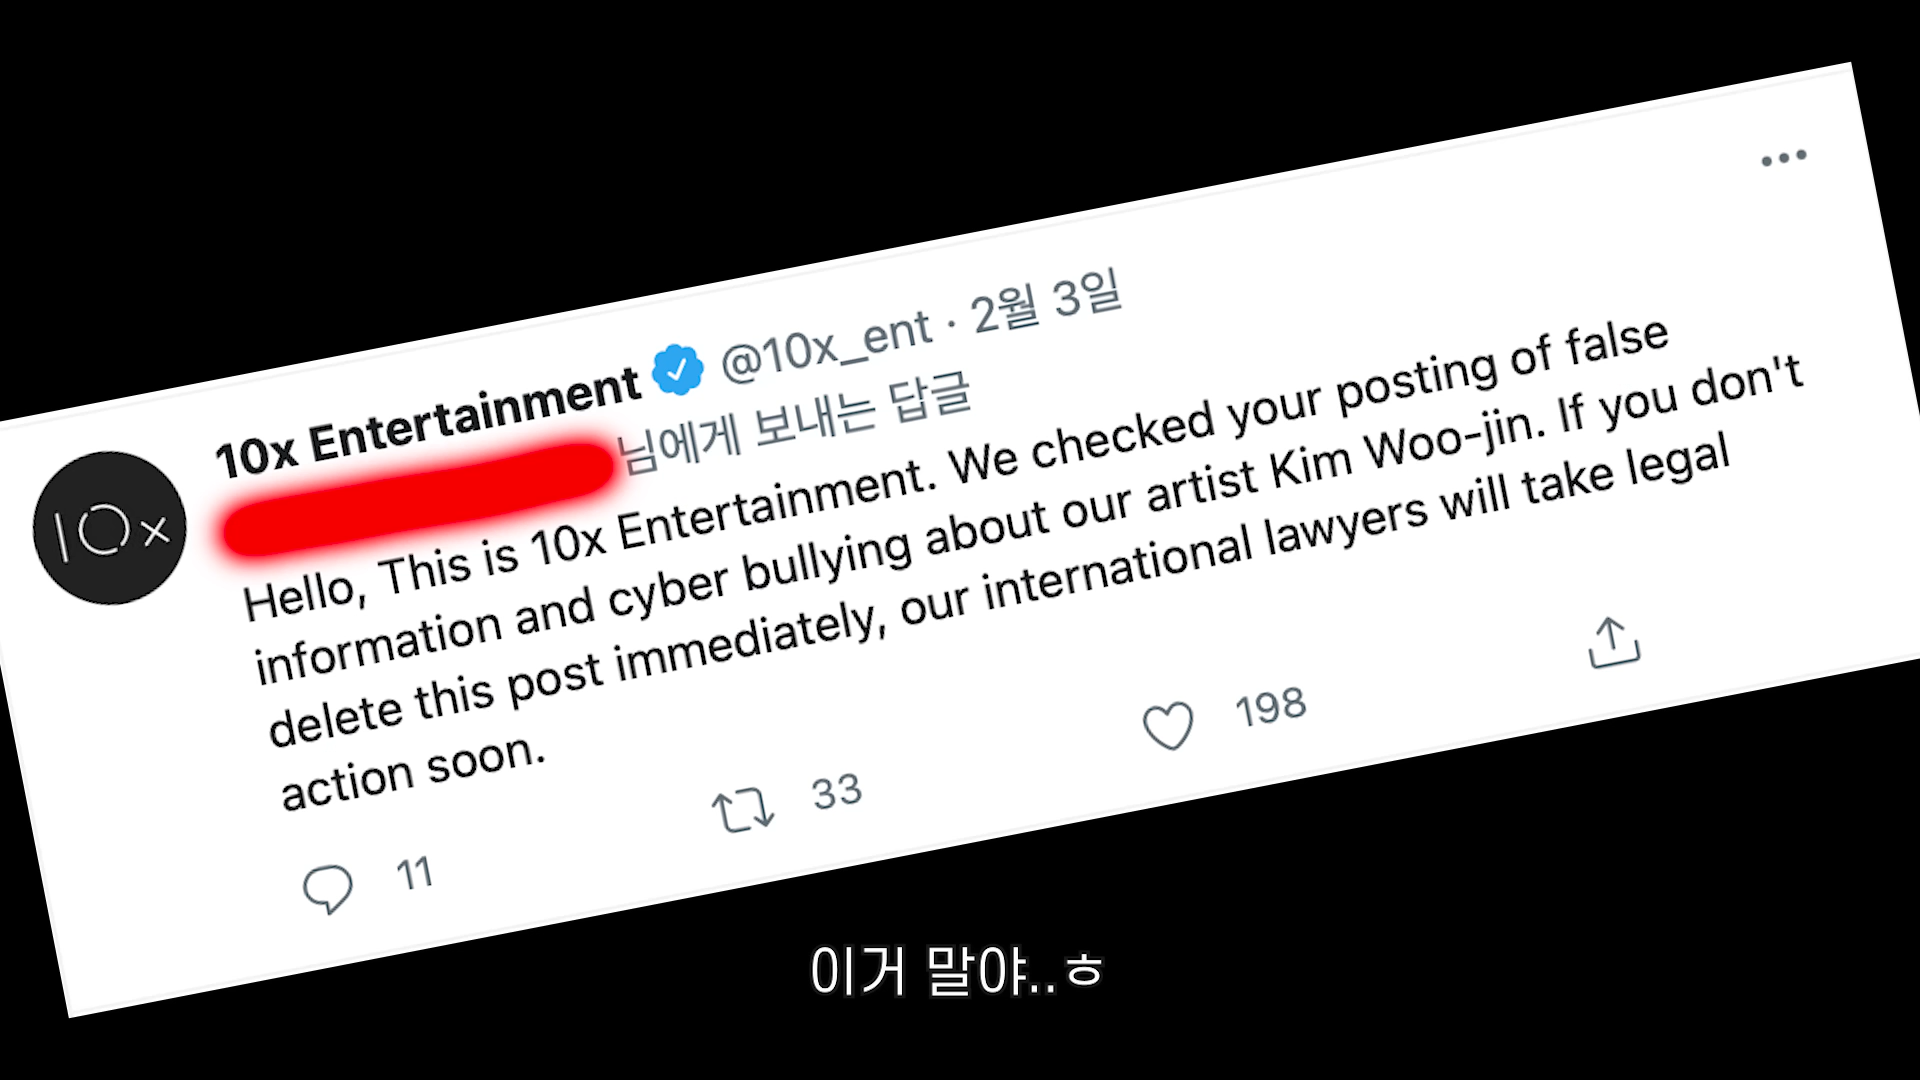 10x Entertainment @10x_ent · 2월 3일
님에게 보내는 답글
Hello, This is 10x Entertainment. We checked your posting of false
information and cyber bullying about our artist Kim Woo-jin. If you don't
delete this post immediately, our international lawyers will take legal
action soon.
11 33 198
10x
이거 말야..ㅎ